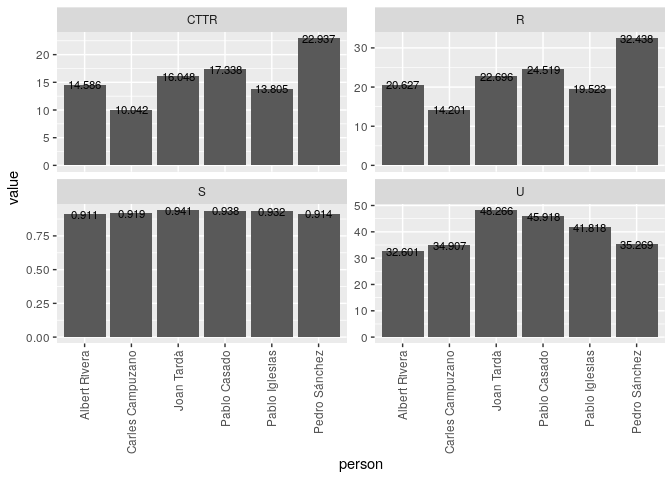 CTTR
R
20
15
10
5
0
14.586
10.042
16.048
17.338
13.805
22.937
30
20
10
0
20.627
14.201
22.696
24.519
19.523
32.438
value
S
U
0.75
0.50
0.25
0.00
0.911
0.919
0.941
0.938
0.932
0.914
50
40
30
20
10
0
32.601
34.907
48.266
45.918
41.818
35.269
Albert Rivera
Carles Campuzano
Joan Tardà
Pablo Casado
Pablo Iglesias
Pedro Sánchez
Albert Rivera
Carles Campuzano
Joan Tardà
Pablo Casado
Pablo Iglesias
Pedro Sánchez
person